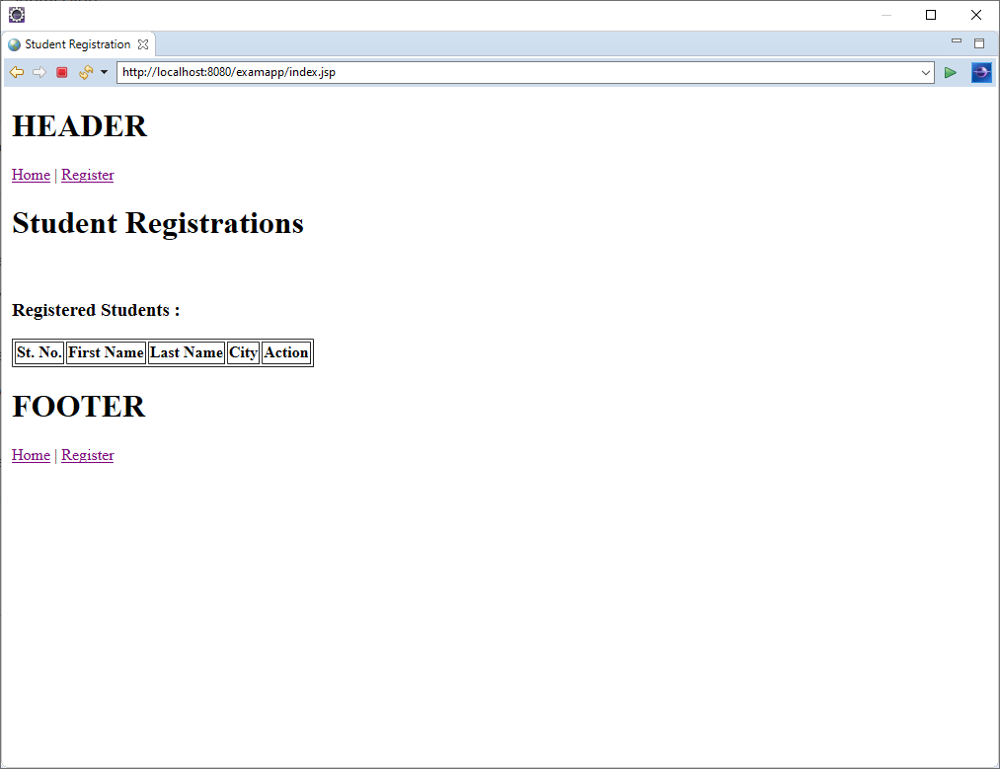 Student Registration
http://localhost:8080/examapp/index.jsp
HEADER
Home | Register
Student Registrations
Registered Students :
St. No. First Name Last Name City Action
FOOTER
Home | Register